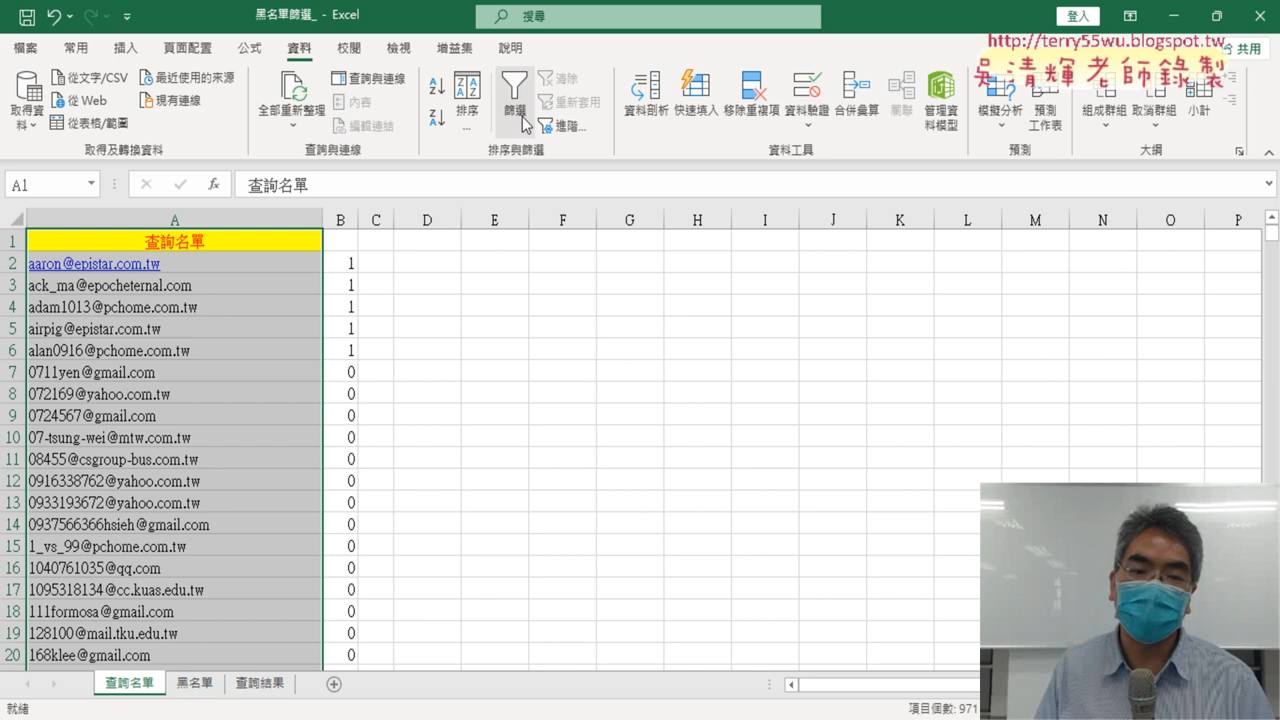 黑名單篩選_ - Excel
搜尋
登入
檔案 常用 插入 頁面配置 公式 資料 校閱 檢視 增益集 說明
共用
http://terry55wu.blogspot.tw
吳清輝老師錄製
取得資料
從文字/CSV
從 Web
從表格/範圍
最近使用的來源
現有連線
全部重新整理
查詢與連線
內容
編輯連結
排序
...
篩選
清除
重新套用
進階...
資料剖析
快速填入
移除重複項
資料驗證
合併彙算
關聯
管理資料模型
模擬分析
預測工作表
組成群組
取消群組
小計
取得及轉換資料
查詢與連線
排序與篩選
資料工具
預測
大綱
A1
fx
查詢名單
A B C D E F G H I J K L M N O P
1 查詢名單
2 aaron@epistar.com.tw 1
3 ack_ma@epocheternal.com 1
4 adam1013@pchome.com.tw 1
5 airpig@epistar.com.tw 1
6 alan0916@pchome.com.tw 1
7 0711yen@gmail.com 0
8 072169@yahoo.com.tw 0
9 0724567@gmail.com 0
10 07-tsung-wei@mtw.com.tw 0
11 08455@csgroup-bus.com.tw 0
12 0916338762@yahoo.com.tw 0
13 0933193672@yahoo.com.tw 0
14 0937566366hsieh@gmail.com 0
15 1_vs_99@pchome.com.tw 0
16 1040761035@qq.com 0
17 1095318134@cc.kuas.edu.tw 0
18 111formosa@gmail.com 0
19 128100@mail.tku.edu.tw 0
20 168klee@gmail.com 0
查詢名單 黑名單 查詢結果
就緒
項目個數: 971